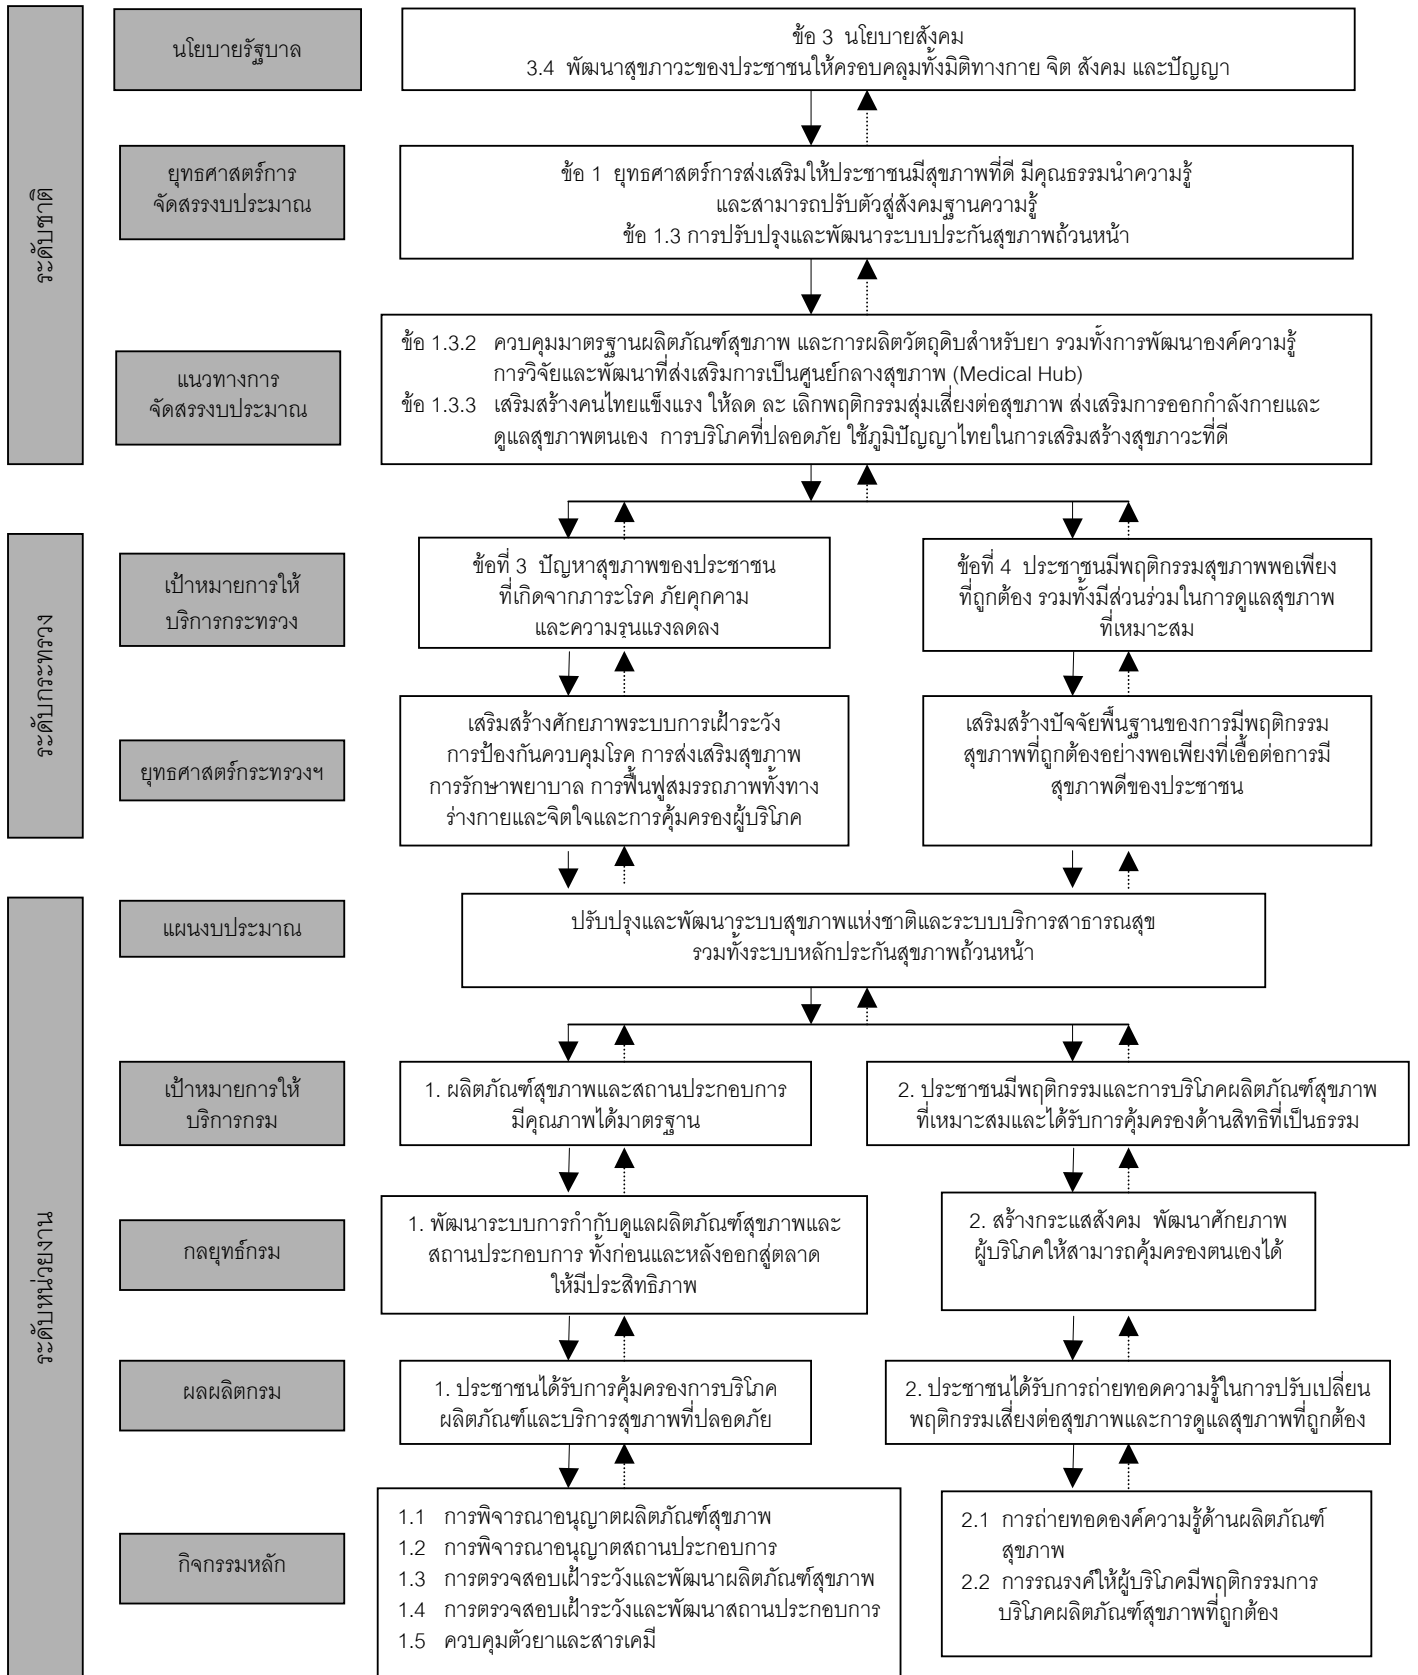 ระดับชาติ
นโยบายรัฐบาล
ข้อ 3 นโยบายสังคม
3.4 พัฒนาสุขภาวะของประชาชนให้ครอบคลุมทั้งมิติทางกาย จิต สังคม และปัญญา
ยุทธศาสตร์การ
จัดสรรงบประมาณ
ข้อ 1 ยุทธศาสตร์การส่งเสริมให้ประชาชนมีสุขภาพที่ดี มีคุณธรรมนำความรู้
และสามารถปรับตัวสู่สังคมฐานความรู้
ข้อ 1.3 การปรับปรุงและพัฒนาระบบประกันสุขภาพถ้วนหน้า
แนวทางการ
จัดสรรงบประมาณ
ข้อ 1.3.2 ควบคุมมาตรฐานผลิตภัณฑ์สุขภาพ และการผลิตวัตถุดิบสำหรับยา รวมทั้งการพัฒนาองค์ความรู้
การวิจัยและพัฒนาที่ส่งเสริมการเป็นศูนย์กลางสุขภาพ (Medical Hub)
ข้อ 1.3.3 เสริมสร้างคนไทยแข็งแรง ให้ลด ละ เลิกพฤติกรรมสุ่มเสี่ยงต่อสุขภาพ ส่งเสริมการออกกำลังกายและ
ดูแลสุขภาพตนเอง การบริโภคที่ปลอดภัย ใช้ภูมิปัญญาไทยในการเสริมสร้างสุขภาวะที่ดี
ระดับกระทรวง
เป้าหมายการให้
บริการกระทรวง
ข้อที่ 3 ปัญหาสุขภาพของประชาชน
ที่เกิดจากภาระโรค ภัยคุกคาม
และความรุนแรงลดลง
ข้อที่ 4 ประชาชนมีพฤติกรรมสุขภาพพอเพียง
ที่ถูกต้อง รวมทั้งมีส่วนร่วมในการดูแลสุขภาพ
ที่เหมาะสม
ยุทธศาสตร์กระทรวงฯ
เสริมสร้างศักยภาพระบบการเฝ้าระวัง
การป้องกันควบคุมโรค การส่งเสริมสุขภาพ
การรักษาพยาบาล การฟื้นฟูสมรรถภาพทั้งทาง
ร่างกายและจิตใจและการคุ้มครองผู้บริโภค
เสริมสร้างปัจจัยพื้นฐานของการมีพฤติกรรม
สุขภาพที่ถูกต้องอย่างพอเพียงที่เอื้อต่อการมี
สุขภาพดีของประชาชน
ระดับหน่วยงาน
แผนงบประมาณ
ปรับปรุงและพัฒนาระบบสุขภาพแห่งชาติและระบบบริการสาธารณสุข
รวมทั้งระบบหลักประกันสุขภาพถ้วนหน้า
เป้าหมายการให้
บริการกรม
1. ผลิตภัณฑ์สุขภาพและสถานประกอบการ
มีคุณภาพได้มาตรฐาน
2. ประชาชนมีพฤติกรรมและการบริโภคผลิตภัณฑ์สุขภาพ
ที่เหมาะสมและได้รับการคุ้มครองด้านสิทธิที่เป็นธรรม
กลยุทธ์กรม
1. พัฒนาระบบการกำกับดูแลผลิตภัณฑ์สุขภาพและ
สถานประกอบการ ทั้งก่อนและหลังออกสู่ตลาด
ให้มีประสิทธิภาพ
2. สร้างกระแสสังคม พัฒนาศักยภาพ
ผู้บริโภคให้สามารถคุ้มครองตนเองได้
ผลผลิตกรม
1. ประชาชนได้รับการคุ้มครองการบริโภค
ผลิตภัณฑ์และบริการสุขภาพที่ปลอดภัย
2. ประชาชนได้รับการถ่ายทอดความรู้ในการปรับเปลี่ยน
พฤติกรรมเสี่ยงต่อสุขภาพและการดูแลสุขภาพที่ถูกต้อง
กิจกรรมหลัก
1.1 การพิจารณาอนุญาตผลิตภัณฑ์สุขภาพ
1.2 การพิจารณาอนุญาตสถานประกอบการ
1.3 การตรวจสอบเฝ้าระวังและพัฒนาผลิตภัณฑ์สุขภาพ
1.4 การตรวจสอบเฝ้าระวังและพัฒนาสถานประกอบการ
1.5 ควบคุมตัวยาและสารเคมี
2.1 การถ่ายทอดองค์ความรู้ด้านผลิตภัณฑ์
สุขภาพ
2.2 การรณรงค์ให้ผู้บริโภคมีพฤติกรรมการ
บริโภคผลิตภัณฑ์สุขภาพที่ถูกต้อง